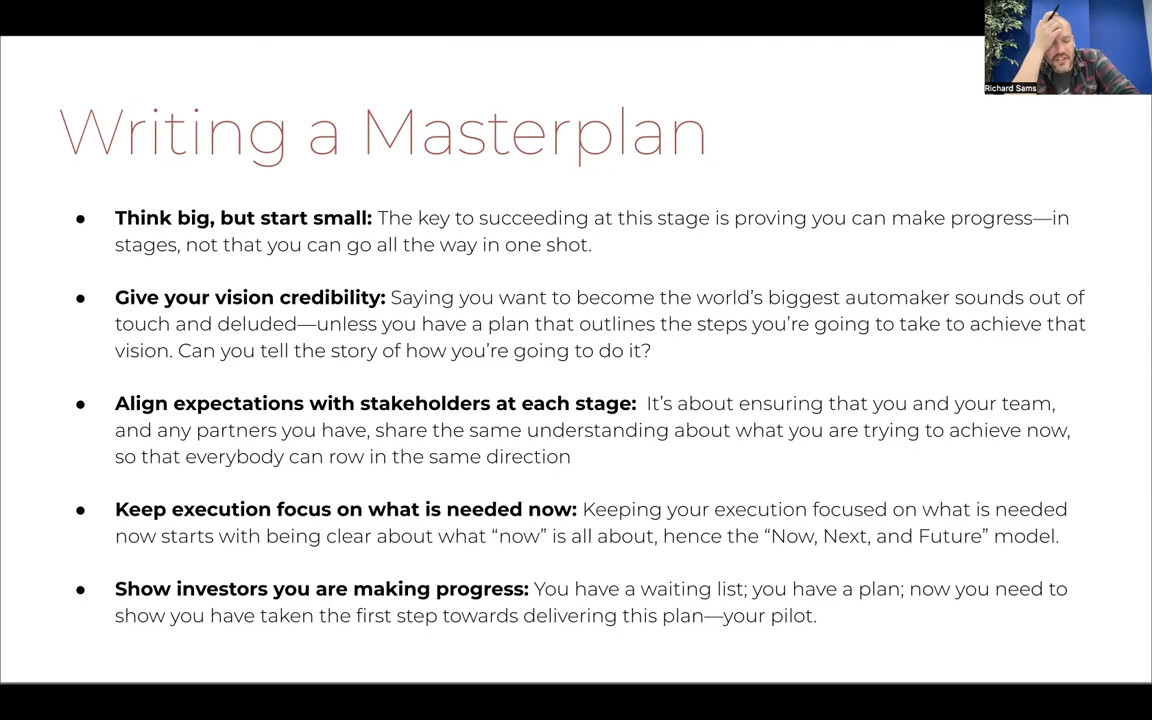 Richard Sams
Writing a Masterplan
● Think big, but start small: The key to succeeding at this stage is proving you can make progress—in
stages, not that you can go all the way in one shot.
● Give your vision credibility: Saying you want to become the world's biggest automaker sounds out of
touch and deluded—unless you have a plan that outlines the steps you're going to take to achieve that
vision. Can you tell the story of how you're going to do it?
● Align expectations with stakeholders at each stage: It's about ensuring that you and your team,
and any partners you have, share the same understanding about what you are trying to achieve now,
so that everybody can row in the same direction
● Keep execution focus on what is needed now: Keeping your execution focused on what is needed
now starts with being clear about what “now” is all about, hence the “Now, Next, and Future” model.
● Show investors you are making progress: You have a waiting list; you have a plan; now you need to
show you have taken the first step towards delivering this plan—your pilot.